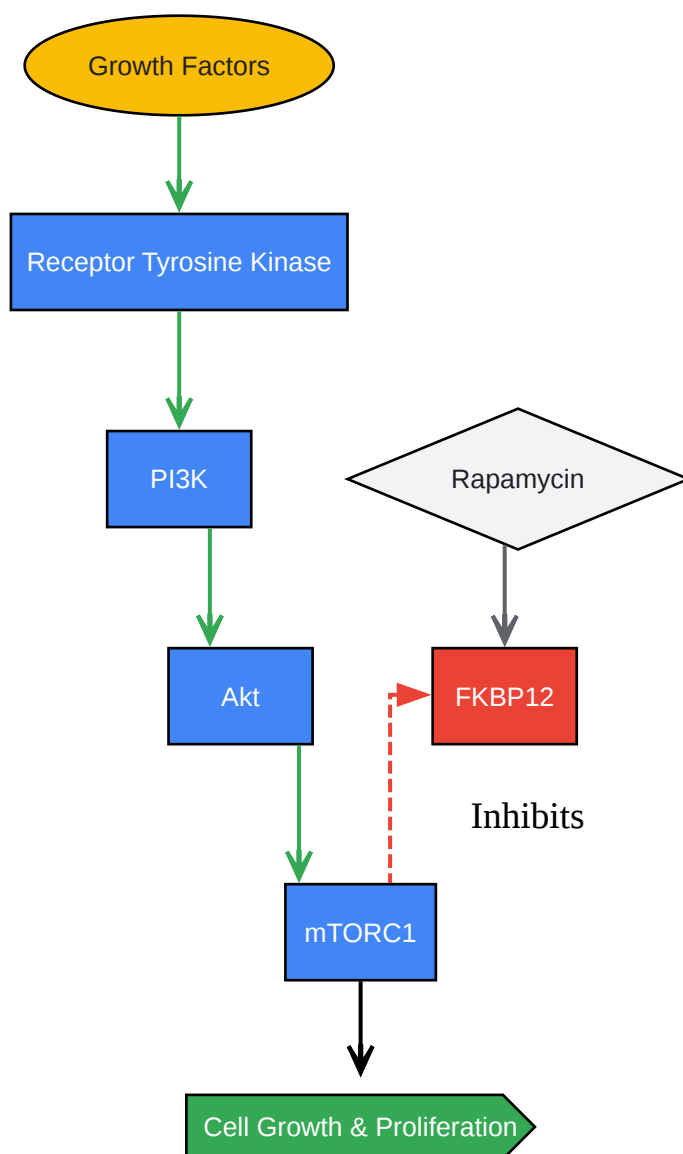 Growth Factors
Receptor Tyrosine Kinase
PI3K
Rapamycin
Akt
FKBP12
Inhibits
mTORC1
Cell Growth & Proliferation